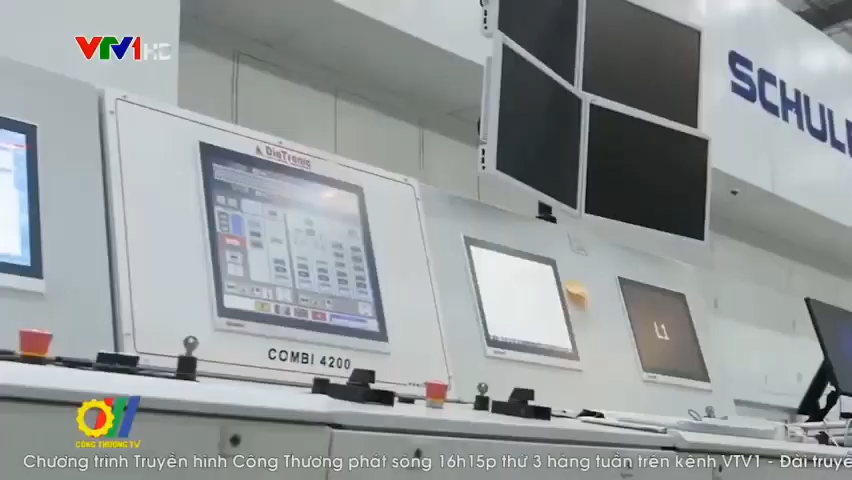 VTV1 HD
SCHUL
DiaTronic
L1
COMBI 4200
CÔNG THƯƠNG TV
Chương trình Truyền hình Công Thương phát sóng 16h15p thứ 3 hàng tuần trên kênh VTV1 - Đài truyề